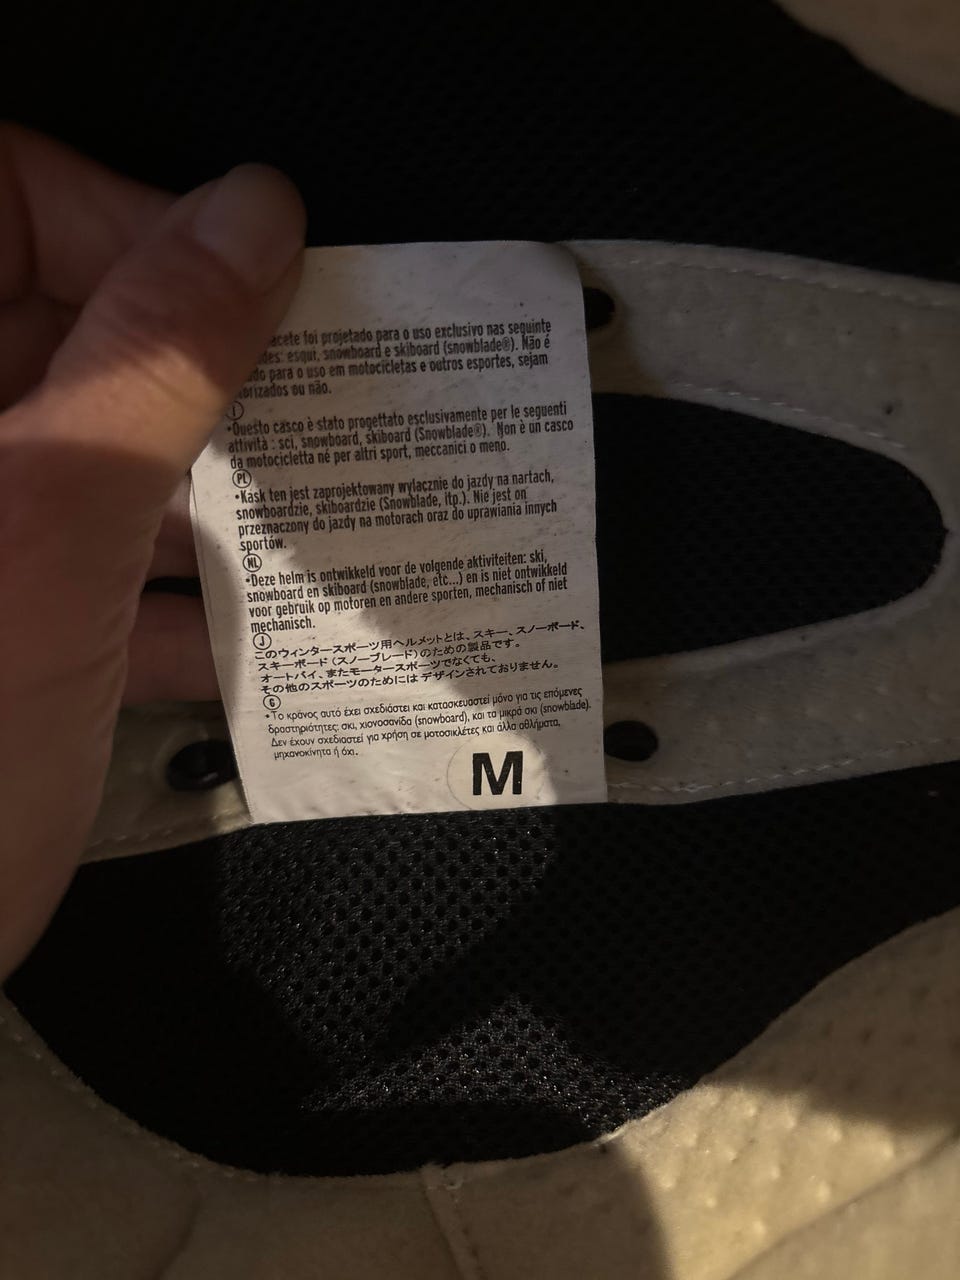 foi projetado para o uso exclusivo nas seguinte
esqui, snowboard e skiboard (snowblade®). Não é
para o uso em motocicletas e outros esportes, sejam
ou não.
I
•Questo casco è stato progettato esclusivamente per le seguenti
attività : sci, snowboard, skiboard (Snowblade®). Non è un casco
da motocicletta né per altri sport, meccanici o meno.
PL
•Kask ten jest zaprojektowany wylacznie do jazdy na nartach,
snowboardzie, skiboardzie (Snowblade, itp.). Nie jest on
przeznaczony do jazdy na motorach oraz do uprawiania innych
sportów.
NL
•Deze helm is ontwikkeld voor de volgende aktiviteiten: ski,
snowboard en skiboard (snowblade, etc...) en is niet ontwikkeld
voor gebruik op motoren en andere sporten, mechanisch of niet
mechanisch.
J
このウィンタースポーツ用ヘルメットとは、スキー、スノーボード、
スキーボード（スノーブレード）のための製品です。
オートバイ、またモータースポーツでなくても、
その他のスポーツのためには デザインされておりません。
G
•Το κράνος αυτό έχει σχεδιαστεί και κατασκευαστεί μόνο για τις επόμενες
δραστηριότητες: σκι, χιονοσανίδα (snowboard), και τα μικρά σκι (snowblade).
Δεν έχουν σχεδιαστεί για χρήση σε μοτοσικλέτες και άλλα αθλήματα,
μηχανοκίνητα ή όχι.
M